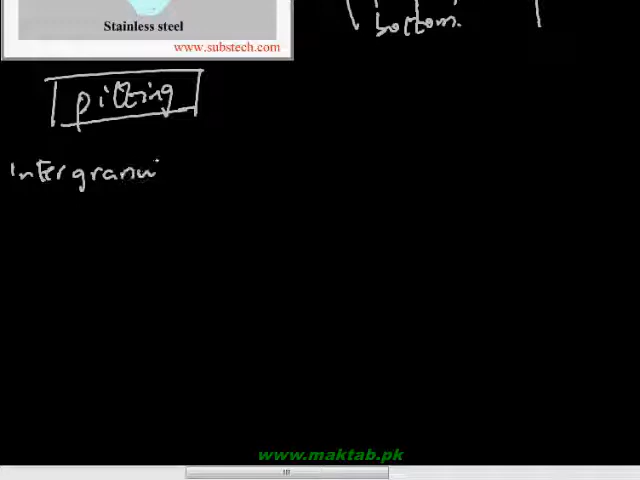 Stainless steel
www.substech.com
bottom.
pitting
Intergranu
www.maktab.pk